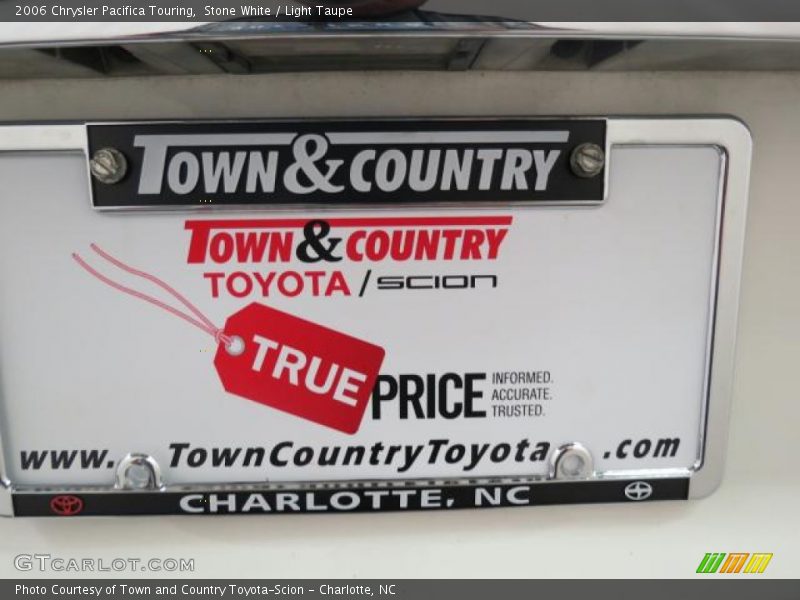 2006 Chrysler Pacifica Touring, Stone White / Light Taupe
TOWN & COUNTRY
TOWN & COUNTRY
TOYOTA / SCION
TRUE
PRICE
INFORMED.
ACCURATE.
TRUSTED.
www. TownCountryToyota .com
CHARLOTTE, NC
GTCARLOT.COM
Photo Courtesy of Town and Country Toyota-Scion - Charlotte, NC